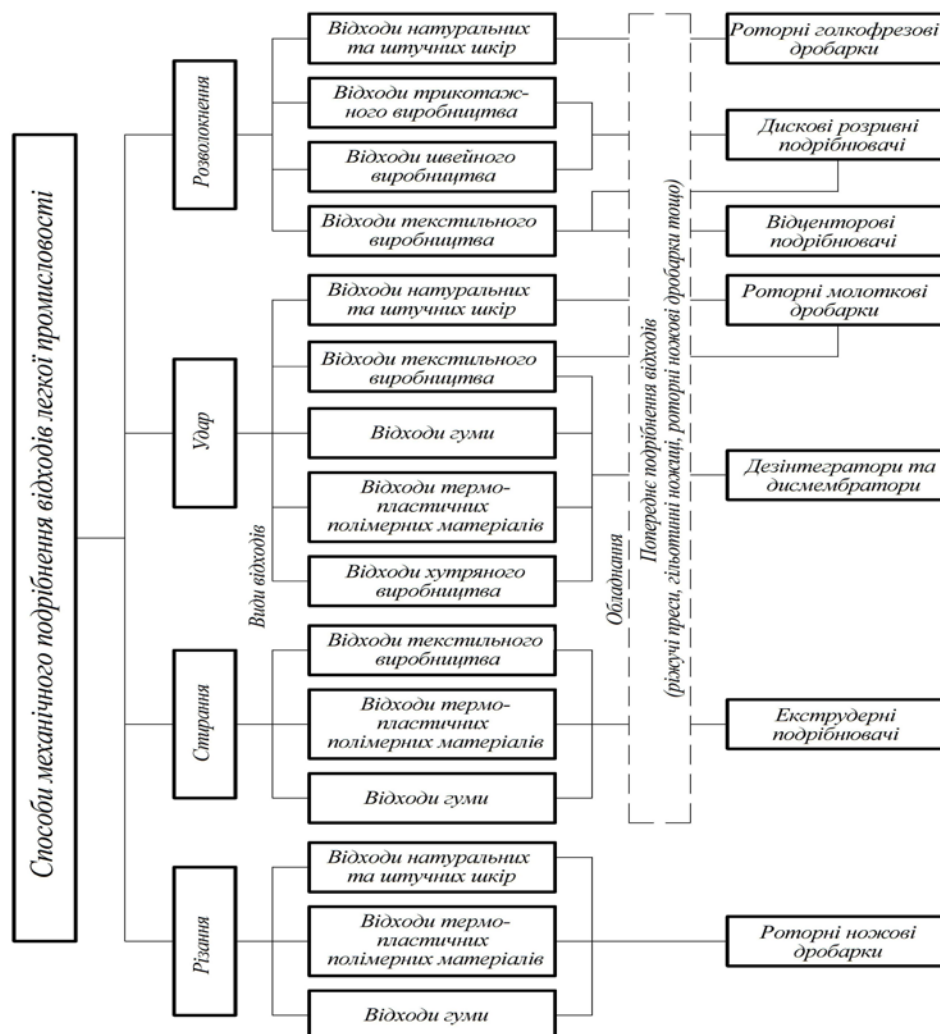 Способи механічного подрібнення відходів легкої промисловості
Розволокнення
Відходи натуральних
та штучних шкір
Відходи трикотаж-
ного виробництва
Відходи швейного
виробництва
Відходи текстильного
виробництва
Роторні голкофрезові
дробарки
Дискові розривні
подрібнювачі
Відценторові
подрібнювачі
Удар
Види відходів
Відходи натуральних
та штучних шкір
Відходи текстильного
виробництва
Відходи гуми
Відходи термо-
пластичних
полімерних матеріалів
Відходи хутряного
виробництва
Обладнання
Попереднє подрібнення відходів
(ріжучі преси, гільотинні ножиці, роторні ножові дробарки тощо)
Роторні молоткові
дробарки
Дезінтегратори та
дисмембратори
Стирання
Відходи текстильного
виробництва
Відходи термо-
пластичних
полімерних матеріалів
Відходи гуми
Екструдерні
подрібнювачі
Різання
Відходи натуральних
та штучних шкір
Відходи термо-
пластичних
полімерних матеріалів
Відходи гуми
Роторні ножові
дробарки